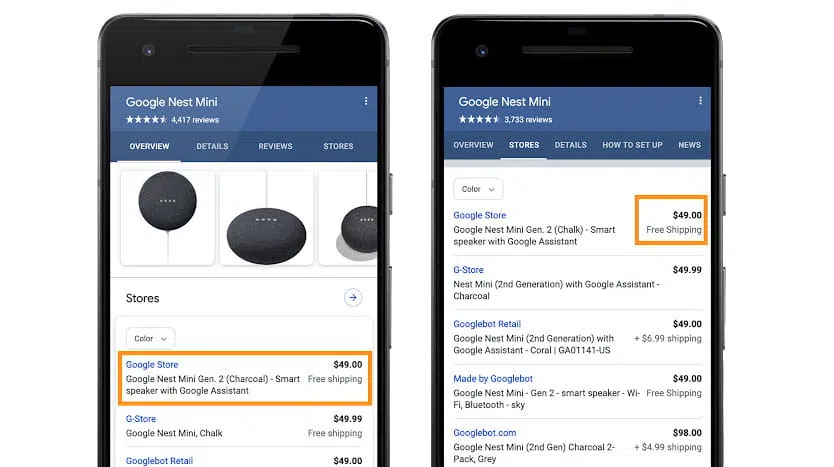 Google Nest Mini
4,417 reviews
OVERVIEW DETAILS REVIEWS STORES
Stores
Color
Google Store $49.00
Google Nest Mini Gen. 2 (Charcoal) - Smart Free shipping
speaker with Google Assistant
G-Store $49.99
Google Nest Mini, Chalk Free shipping
Googlebot Retail $49.00
Google Nest Mini
3,733 reviews
OVERVIEW STORES DETAILS HOW TO SET UP NEWS
Color
Google Store $49.00
Google Nest Mini Gen. 2 (Chalk) - Smart Free Shipping
speaker with Google Assistant
G-Store $49.99
Nest Mini (2nd Generation) with Google Assistant -
Charcoal
Googlebot Retail $49.00
Google Nest Mini (2nd Generation) with + $6.99 shipping
Google Assistant - Coral | GA01141-US
Made by Googlebot $49.00
Google Nest Mini - Gen 2 - smart speaker - Wi- Free Shipping
Fi, Bluetooth - sky
Googlebot.com $98.00
Google Nest Mini (2nd Gen) Charcoal 2- + $4.99 shipping
Pack, Grey